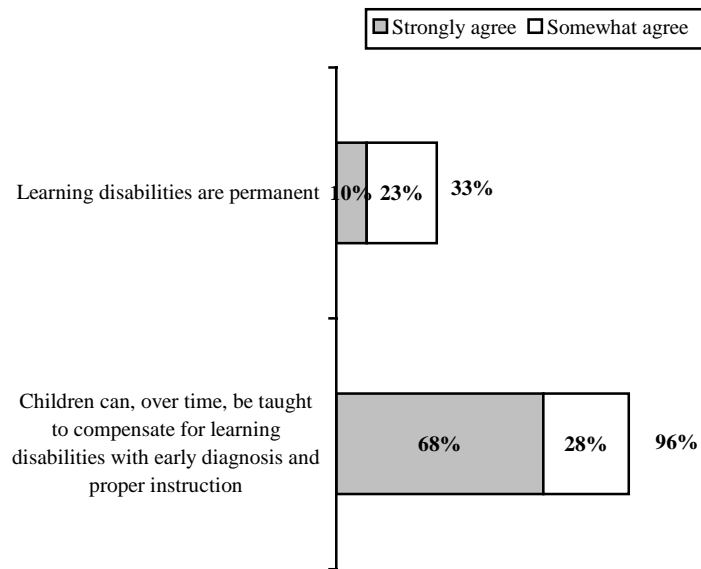 Strongly agree Somewhat agree
Learning disabilities are permanent 10% 23% 33%
Children can, over time, be taught
to compensate for learning
disabilities with early diagnosis and
proper instruction
68% 28% 96%